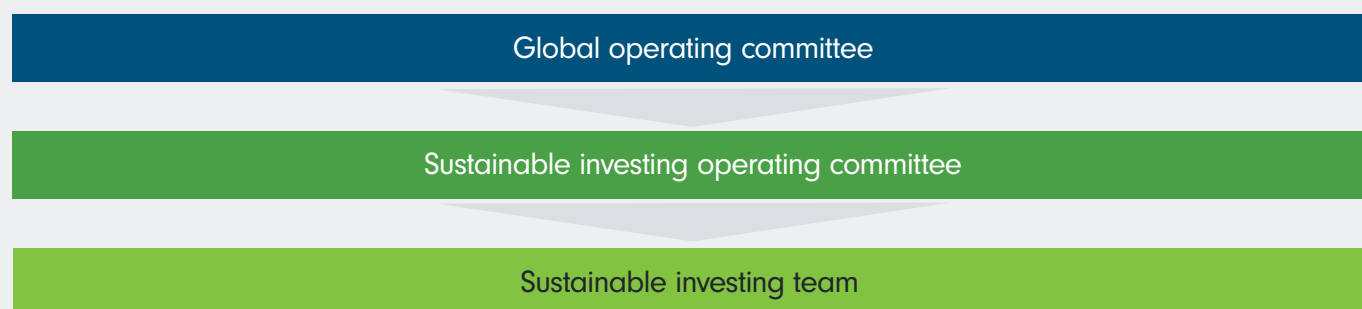 Global operating committee
Sustainable investing operating committee
Sustainable investing team